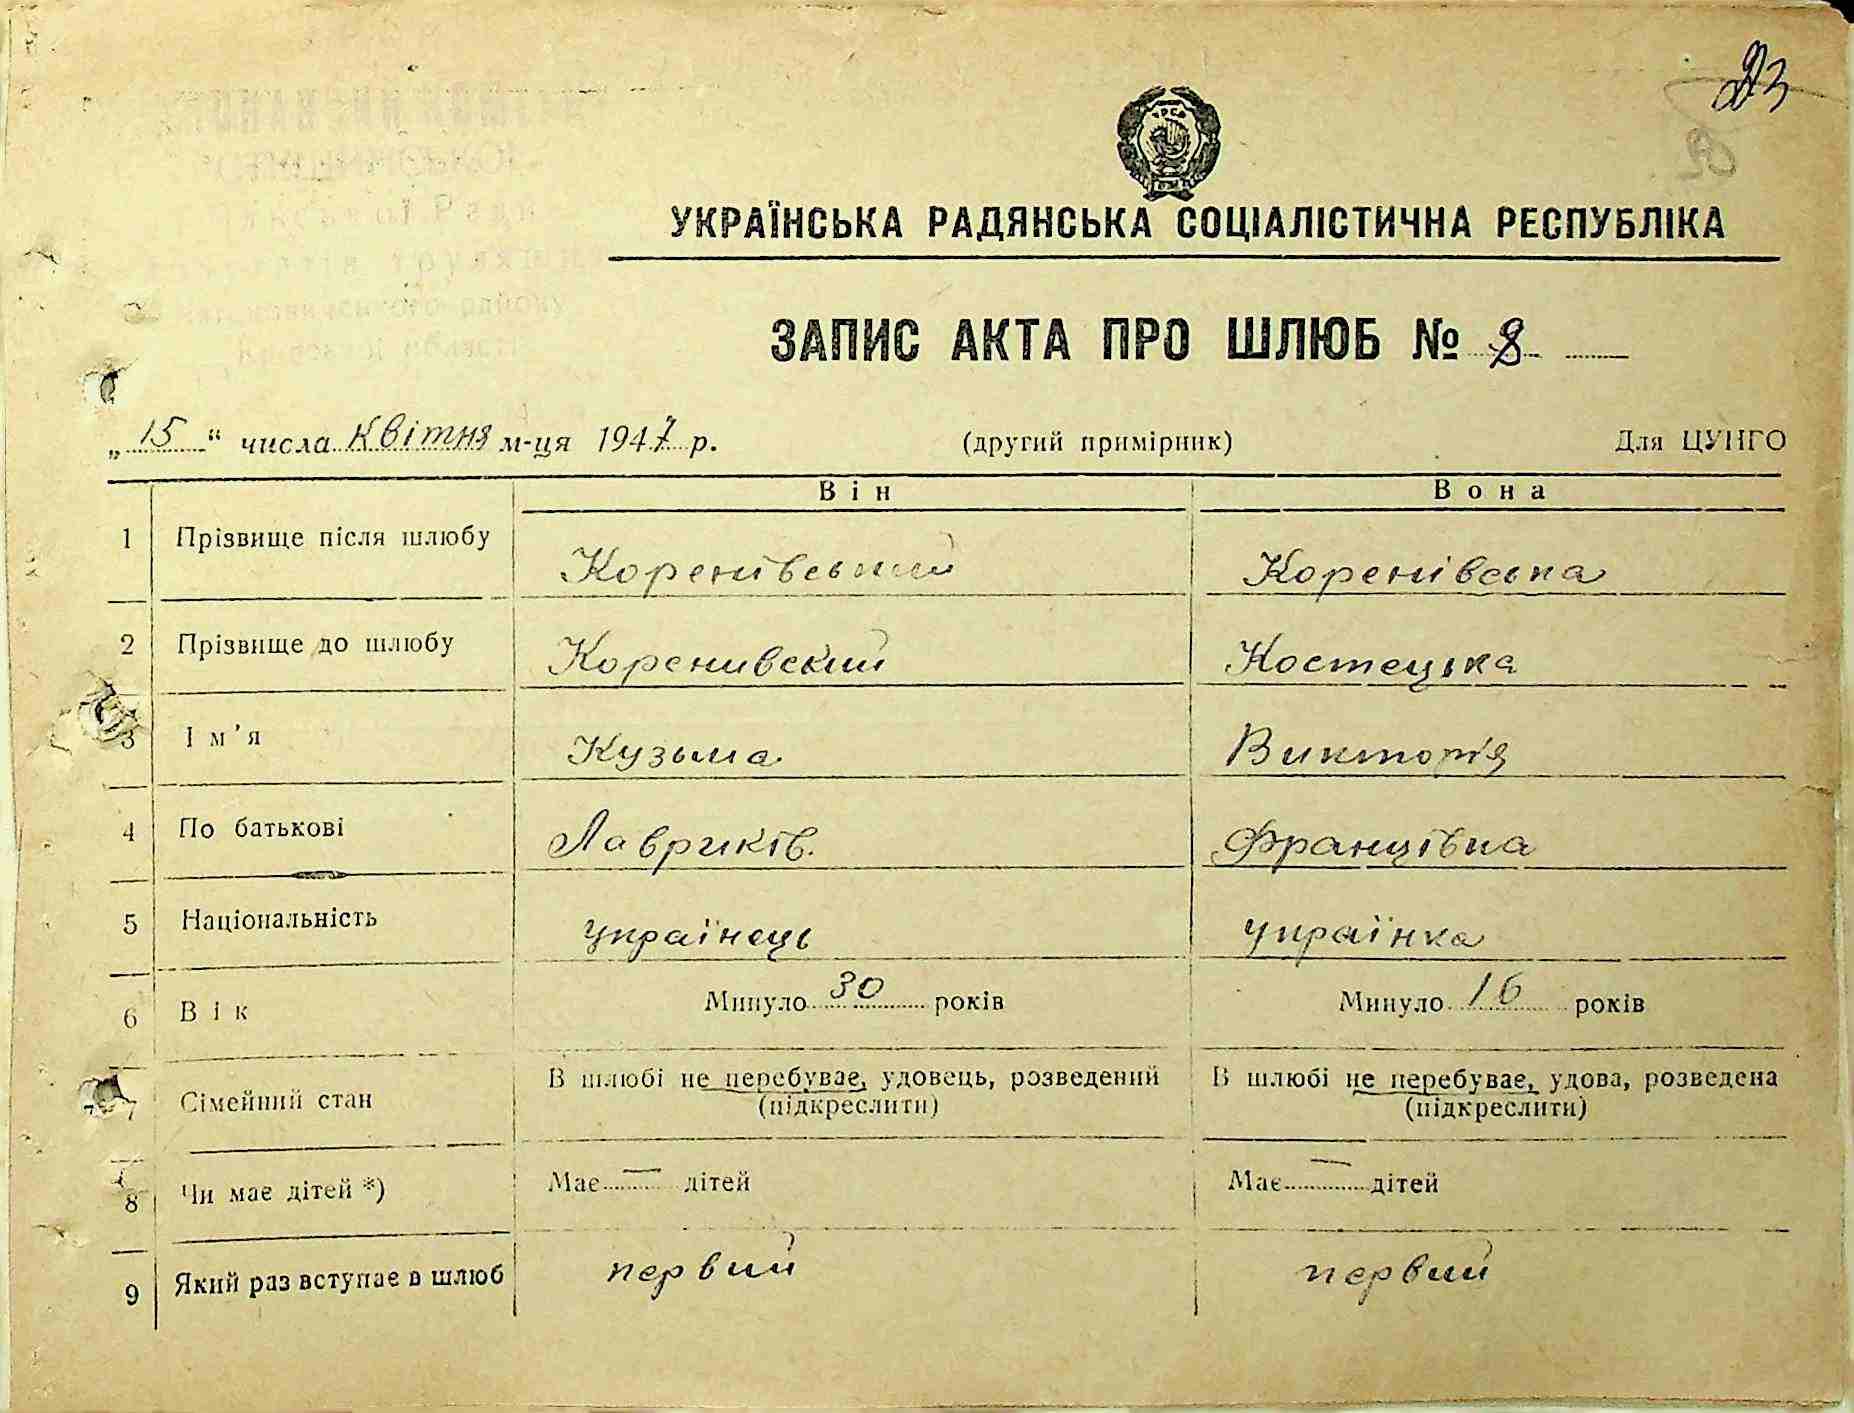 23
УКРАЇНСЬКА РАДЯНСЬКА СОЦІАЛІСТИЧНА РЕСПУБЛІКА
ЗАПИС АКТА ПРО ШЛЮБ № 8
„15“ числа Квітня м-ця 1947 р. (другий примірник) Для ЦУНГО
Він Вона
1 Прізвище після шлюбу Коренівський Коренівська
2 Прізвище до шлюбу Коренивский Костецька
3 Ім'я Кузьма Викторія
4 По батькові Лавриків. Францівна
5 Національність українець українка
6 Вік Минуло 30 років Минуло 16 років
7 Сімейний стан В шлюбі не перебуває, удовець, розведений (підкреслити) В шлюбі не перебуває, удова, розведена (підкреслити)
8 Чи має дітей *) Має — дітей Має — дітей
9 Який раз вступає в шлюб первий первий